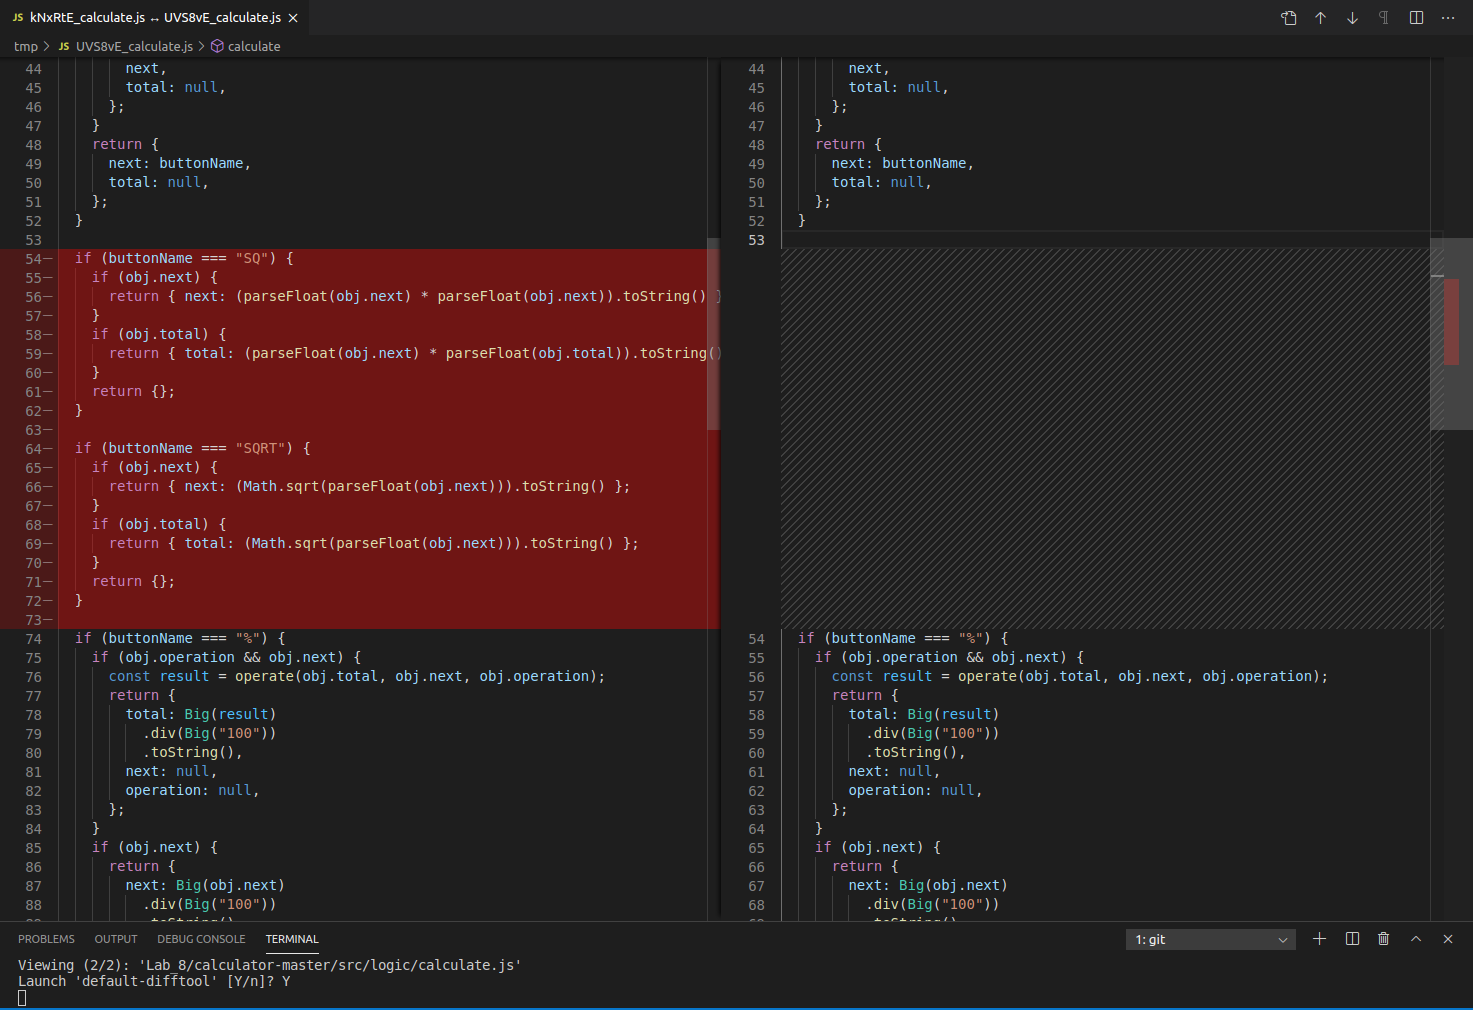 JS kNxRtE_calculate.js ↔ UVS8vE_calculate.js ×
tmp > JS UVS8vE_calculate.js > calculate
44 next,
45 total: null,
46 };
47 }
48 return {
49 next: buttonName,
50 total: null,
51 };
52 }
53
54— if (buttonName === "SQ") {
55— if (obj.next) {
56— return { next: (parseFloat(obj.next) * parseFloat(obj.next)).toString() }
57— }
58— if (obj.total) {
59— return { total: (parseFloat(obj.next) * parseFloat(obj.total)).toString()
60— }
61— return {};
62— }
63—
64— if (buttonName === "SQRT") {
65— if (obj.next) {
66— return { next: (Math.sqrt(parseFloat(obj.next))).toString() };
67— }
68— if (obj.total) {
69— return { total: (Math.sqrt(parseFloat(obj.next))).toString() };
70— }
71— return {};
72— }
73—
74 if (buttonName === "%") {
75 if (obj.operation && obj.next) {
76 const result = operate(obj.total, obj.next, obj.operation);
77 return {
78 total: Big(result)
79 .div(Big("100"))
80 .toString(),
81 next: null,
82 operation: null,
83 };
84 }
85 if (obj.next) {
86 return {
87 next: Big(obj.next)
88 .div(Big("100"))
44 next,
45 total: null,
46 };
47 }
48 return {
49 next: buttonName,
50 total: null,
51 };
52 }
53
54 if (buttonName === "%") {
55 if (obj.operation && obj.next) {
56 const result = operate(obj.total, obj.next, obj.operation);
57 return {
58 total: Big(result)
59 .div(Big("100"))
60 .toString(),
61 next: null,
62 operation: null,
63 };
64 }
65 if (obj.next) {
66 return {
67 next: Big(obj.next)
68 .div(Big("100"))
PROBLEMS OUTPUT DEBUG CONSOLE TERMINAL 1: git
Viewing (2/2): 'Lab_8/calculator-master/src/logic/calculate.js'
Launch 'default-difftool' [Y/n]? Y